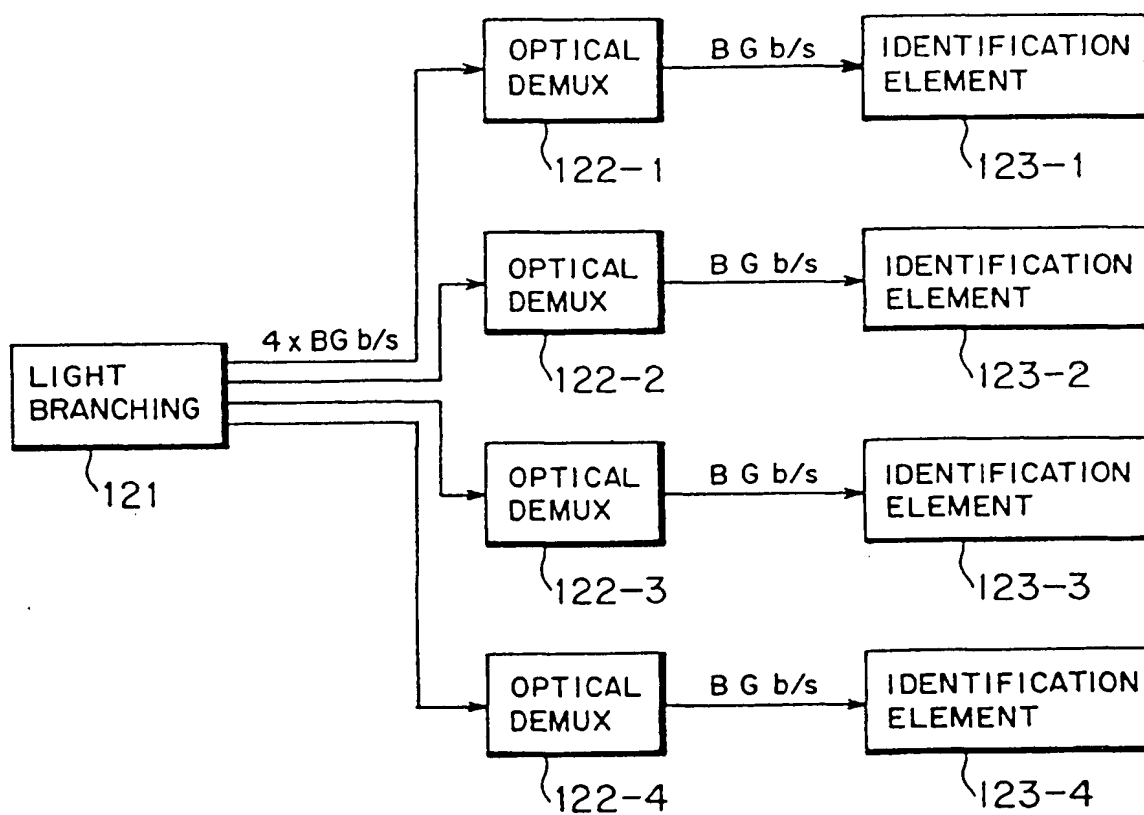 OPTICAL
DEMUX
122-1
B G b/s
IDENTIFICATION
ELEMENT
123-1
OPTICAL
DEMUX
122-2
B G b/s
IDENTIFICATION
ELEMENT
123-2
4 x BG b/s
LIGHT
BRANCHING
121
OPTICAL
DEMUX
122-3
B G b/s
IDENTIFICATION
ELEMENT
123-3
OPTICAL
DEMUX
122-4
B G b/s
IDENTIFICATION
ELEMENT
123-4